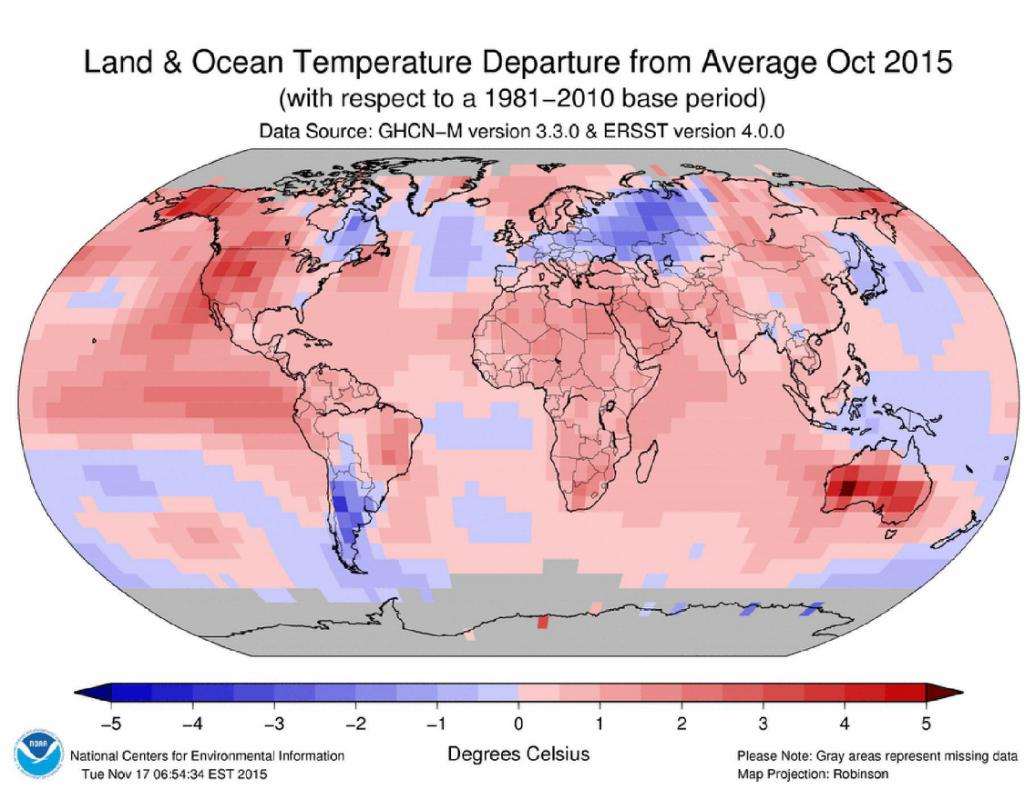 Land & Ocean Temperature Departure from Average Oct 2015
(with respect to a 1981–2010 base period)
Data Source: GHCN–M version 3.3.0 & ERSST version 4.0.0
−5 −4 −3 −2 −1 0 1 2 3 4 5
Degrees Celsius
NOAA
National Centers for Environmental Information
Tue Nov 17 06:54:34 EST 2015
Please Note: Gray areas represent missing data
Map Projection: Robinson